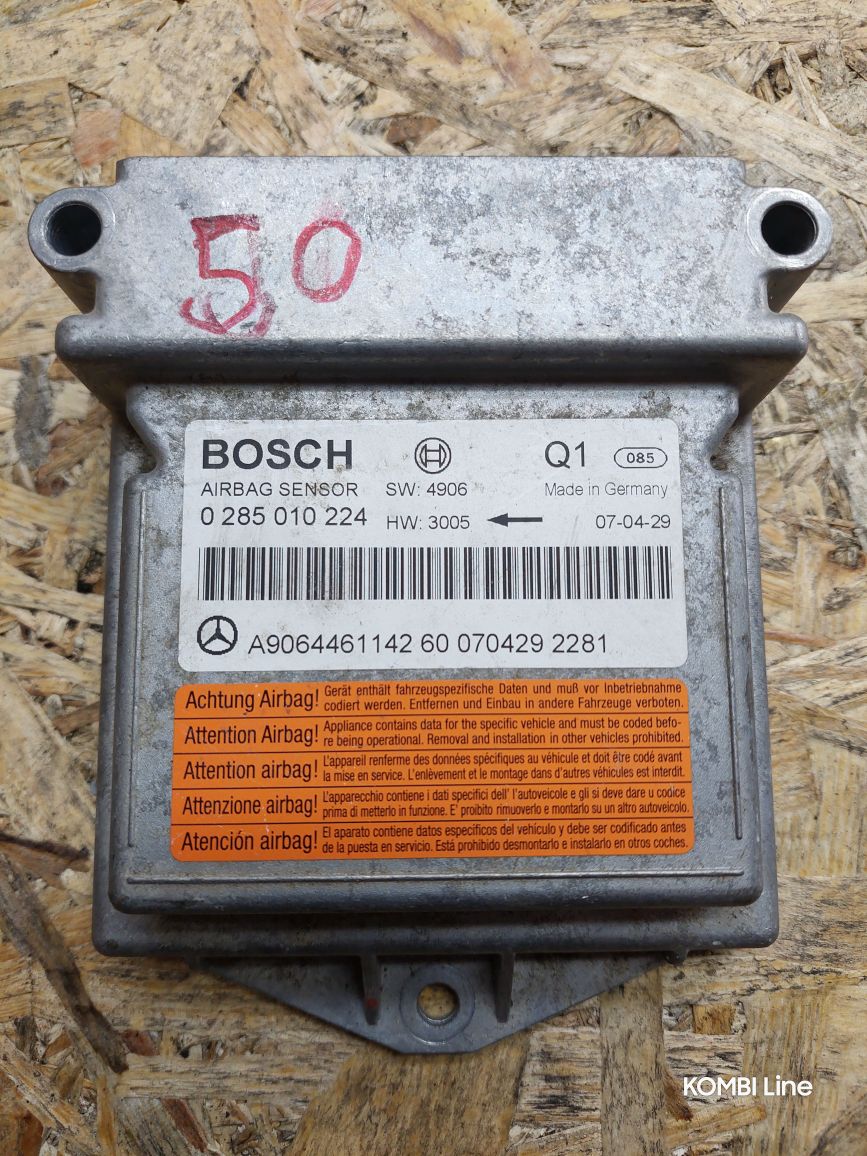 50
BOSCH Q1 085
AIRBAG SENSOR SW: 4906 Made in Germany
0 285 010 224 HW: 3005 07-04-29
A9064461142 60 070429 2281
Achtung Airbag! Gerät enthält fahrzeugspezifische Daten und muß vor Inbetriebnahme
codiert werden. Entfernen und Einbau in andere Fahrzeuge verboten.
Attention Airbag! Appliance contains data for the specific vehicle and must be coded befo-
re being operational. Removal and installation in other vehicles prohibited.
Attention airbag! L'appareil renferme des données spécifiques au véhicule et doit être codé avant
la mise en service. L'enlèvement et le montage dans d'autres véhicules est interdit.
Attenzione airbag! L'apparecchio contiene i dati specifici dell' l'autoveicolo e gli si deve dare u codice
prima di metterlo in funzione. E' proibito rimuoverlo e montarlo su un altro autoveicolo.
Atención airbag! El aparato contiene datos especificos del vehículo y debe ser codificado antes
de la puesta en servicio. Está prohibido desmontarlo e instalarlo en otros coches.
KOMBI Line